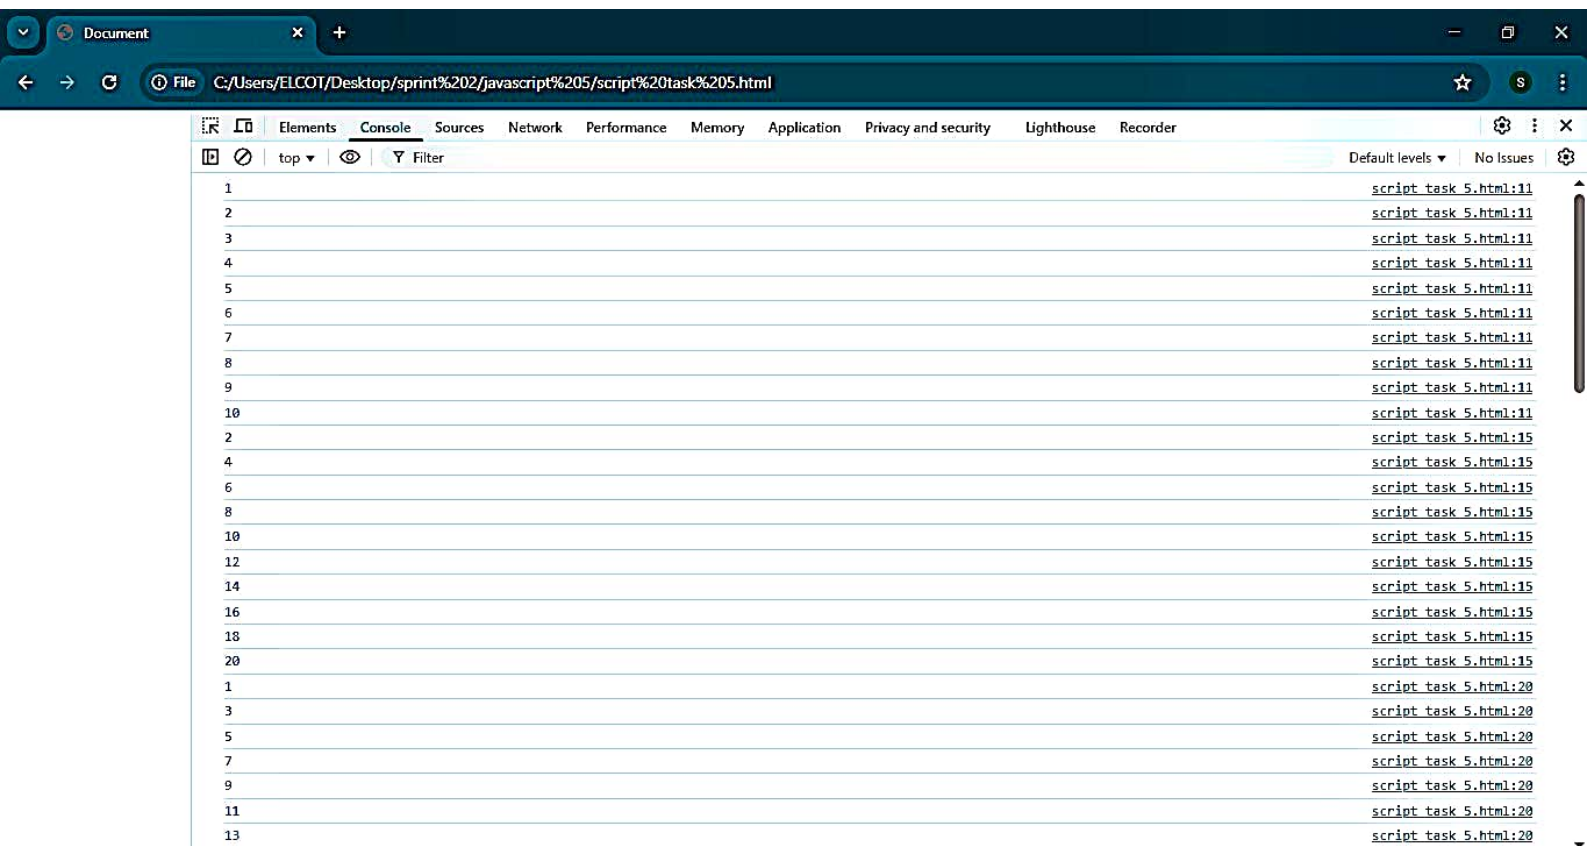 Document
File C:/Users/ELCOT/Desktop/sprint%202/javascript%205/script%20task%205.html S
Elements Console Sources Network Performance Memory Application Privacy and security Lighthouse Recorder
top Filter Default levels No Issues
1 script task 5.html:11
2 script task 5.html:11
3 script task 5.html:11
4 script task 5.html:11
5 script task 5.html:11
6 script task 5.html:11
7 script task 5.html:11
8 script task 5.html:11
9 script task 5.html:11
10 script task 5.html:11
2 script task 5.html:15
4 script task 5.html:15
6 script task 5.html:15
8 script task 5.html:15
10 script task 5.html:15
12 script task 5.html:15
14 script task 5.html:15
16 script task 5.html:15
18 script task 5.html:15
20 script task 5.html:15
1 script task 5.html:20
3 script task 5.html:20
5 script task 5.html:20
7 script task 5.html:20
9 script task 5.html:20
11 script task 5.html:20
13 script task 5.html:20